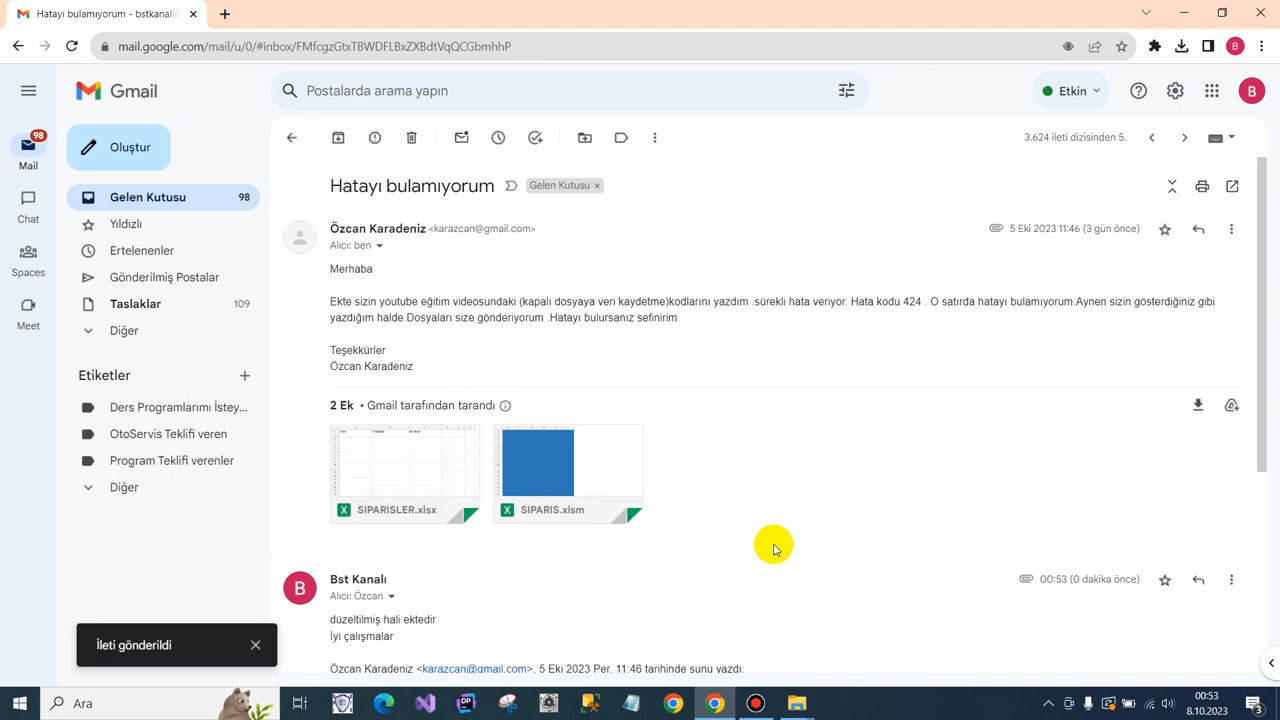 Hatayı bulamıyorum - bstkanali@
mail.google.com/mail/u/0/#inbox/FMfcgzGtxTBWDFLBxZXBdtVqQCGbmhhP
B
Gmail
Postalarda arama yapın
Etkin
B
98
Mail
Chat
Spaces
Meet
Oluştur
Gelen Kutusu 98
Yıldızlı
Ertelenenler
Gönderilmiş Postalar
Taslaklar 109
Diğer
Etiketler
Ders Programlarımı İstey...
OtoServis Teklifi veren
Program Teklifi verenler
Diğer
3.624 ileti dizisinden 5.
Hatayı bulamıyorum Gelen Kutusu ×
Özcan Karadeniz <karazcan@gmail.com> 5 Eki 2023 11:46 (3 gün önce)
Alıcı: ben
Merhaba
Ekte sizin youtube eğitim videosundaki (kapalı dosyaya veri kaydetme)kodlarını yazdım .sürekli hata veriyor. Hata kodu 424 . O satırda hatayı bulamıyorum.Aynen sizin gösterdiğiniz gibi
yazdığım halde.Dosyaları size gönderiyorum .Hatayı bulursanız sefinirim
Teşekkürler
Özcan Karadeniz
2 Ek • Gmail tarafından tarandı
SIPARISLER.xlsx SIPARIS.xlsm
B
Bst Kanalı 00:53 (0 dakika önce)
Alıcı: Özcan
düzeltilmiş hali ektedir
İyi çalışmalar
Özcan Karadeniz <karazcan@gmail.com>, 5 Eki 2023 Per, 11:46 tarihinde şunu yazdı:
İleti gönderildi
Ara
00:53
8.10.2023
3